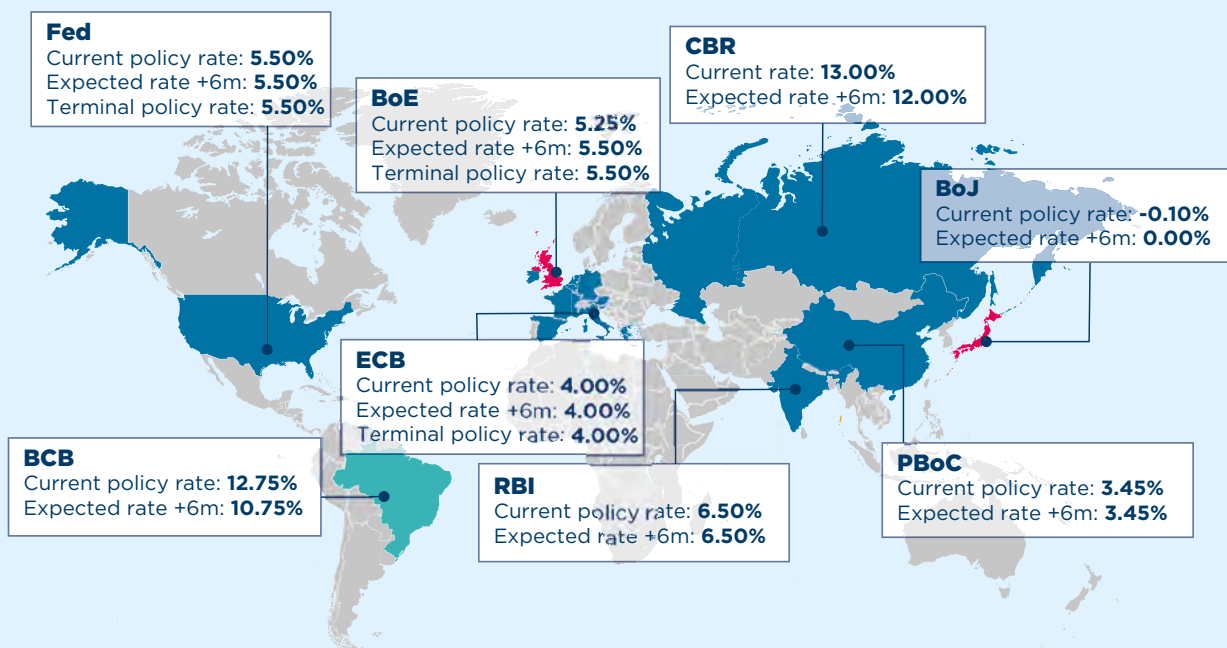 Fed
Current policy rate: 5.50%
Expected rate +6m: 5.50%
Terminal policy rate: 5.50%
BoE
Current policy rate: 5.25%
Expected rate +6m: 5.50%
Terminal policy rate: 5.50%
CBR
Current rate: 13.00%
Expected rate +6m: 12.00%
BoJ
Current policy rate: -0.10%
Expected rate +6m: 0.00%
ECB
Current policy rate: 4.00%
Expected rate +6m: 4.00%
Terminal policy rate: 4.00%
BCB
Current policy rate: 12.75%
Expected rate +6m: 10.75%
RBI
Current policy rate: 6.50%
Expected rate +6m: 6.50%
PBoC
Current policy rate: 3.45%
Expected rate +6m: 3.45%